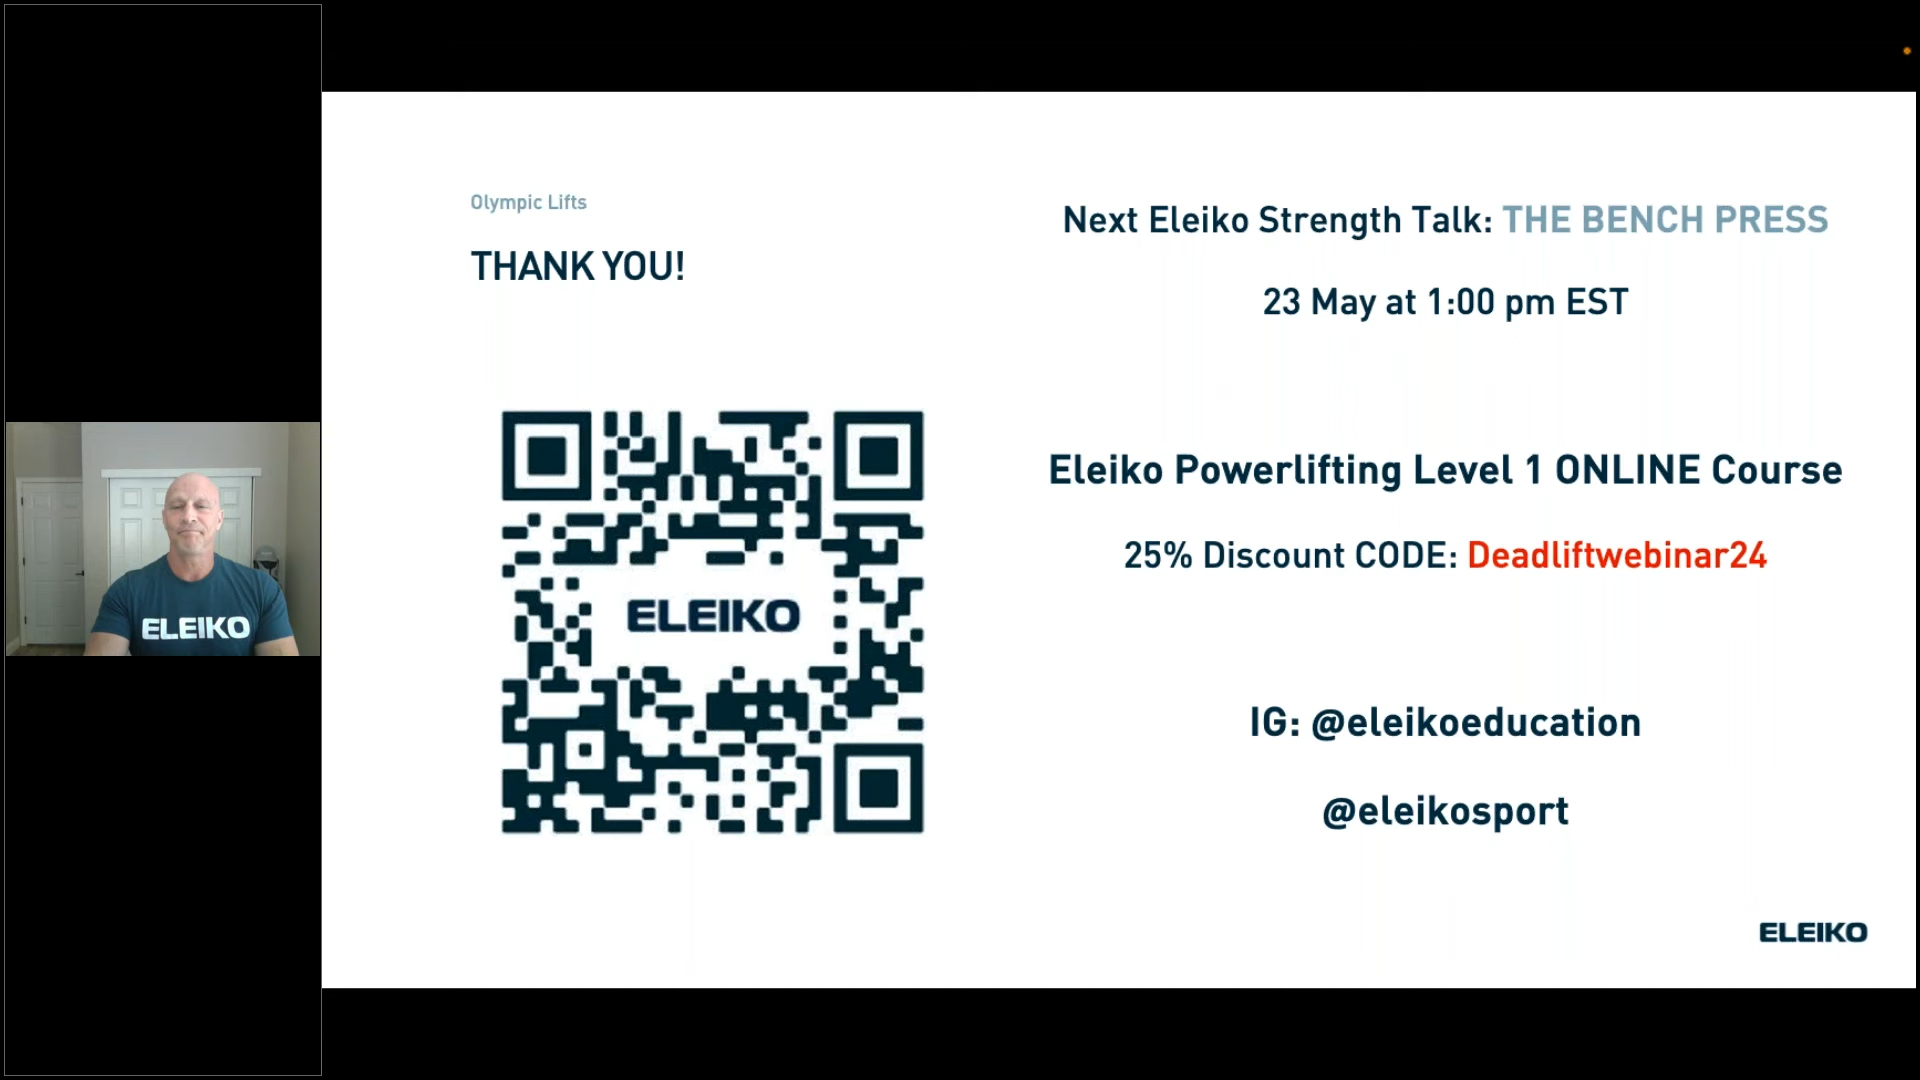 Olympic Lifts
THANK YOU!
ELEIKO
Next Eleiko Strength Talk: THE BENCH PRESS
23 May at 1:00 pm EST
Eleiko Powerlifting Level 1 ONLINE Course
25% Discount CODE: Deadliftwebinar24
IG: @eleikoeducation
@eleikosport
ELEIKO
ELEIKO